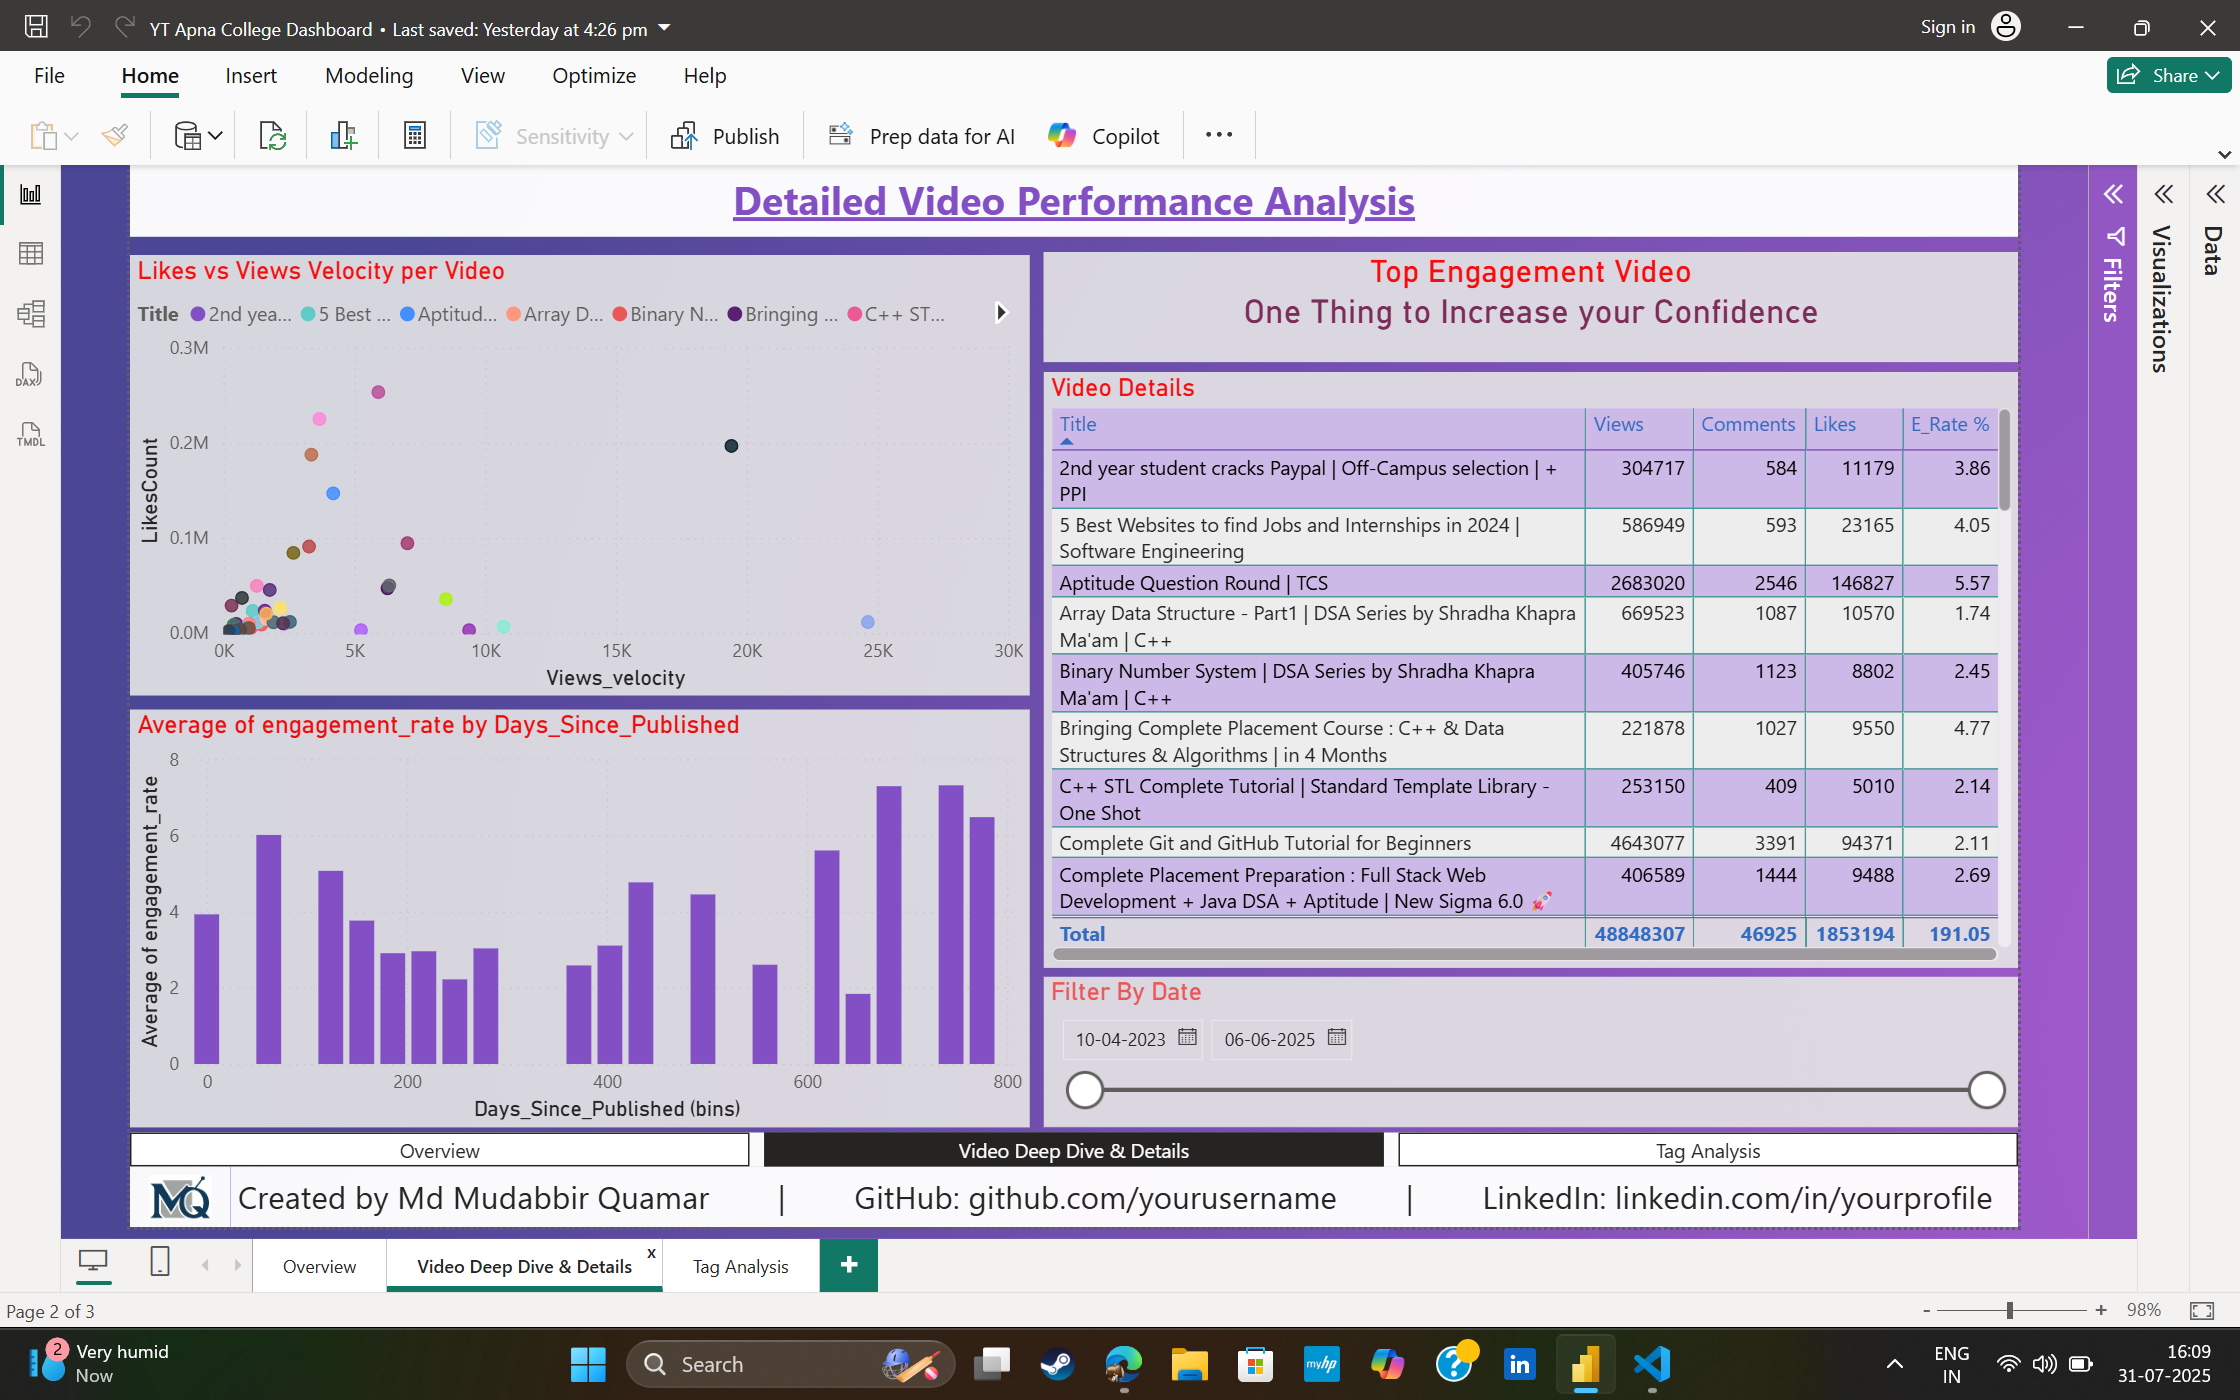 YT Apna College Dashboard • Last saved: Yesterday at 4:26 pm
Sign in
File Home Insert Modeling View Optimize Help
Share
Sensitivity Publish Prep data for AI Copilot
Detailed Video Performance Analysis
Likes vs Views Velocity per Video
Title 2nd yea... 5 Best ... Aptitud... Array D... Binary N... Bringing ... C++ ST...
0.3M
0.2M
0.1M
0.0M
LikesCount
0K 5K 10K 15K 20K 25K 30K
Views_velocity
Average of engagement_rate by Days_Since_Published
8
6
4
2
0
Average of engagement_rate
0 200 400 600 800
Days_Since_Published (bins)
Top Engagement Video
One Thing to Increase your Confidence
Video Details
Title Views Comments Likes E_Rate %
2nd year student cracks Paypal | Off-Campus selection | + 304717 584 11179 3.86
PPI
5 Best Websites to find Jobs and Internships in 2024 | 586949 593 23165 4.05
Software Engineering
Aptitude Question Round | TCS 2683020 2546 146827 5.57
Array Data Structure - Part1 | DSA Series by Shradha Khapra 669523 1087 10570 1.74
Ma'am | C++
Binary Number System | DSA Series by Shradha Khapra 405746 1123 8802 2.45
Ma'am | C++
Bringing Complete Placement Course : C++ & Data 221878 1027 9550 4.77
Structures & Algorithms | in 4 Months
C++ STL Complete Tutorial | Standard Template Library - 253150 409 5010 2.14
One Shot
Complete Git and GitHub Tutorial for Beginners 4643077 3391 94371 2.11
Complete Placement Preparation : Full Stack Web 406589 1444 9488 2.69
Development + Java DSA + Aptitude | New Sigma 6.0 🚀
Total 48848307 46925 1853194 191.05
Filter By Date
10-04-2023 06-06-2025
Filters
Visualizations
Data
DAX
TMDL
Overview Video Deep Dive & Details Tag Analysis
MQ Created by Md Mudabbir Quamar | GitHub: github.com/yourusername | LinkedIn: linkedin.com/in/yourprofile
Overview Video Deep Dive & Details x Tag Analysis +
Page 2 of 3
- + 98%
2 Very humid
Now
Search
myhp
in
ENG
IN
16:09
31-07-2025